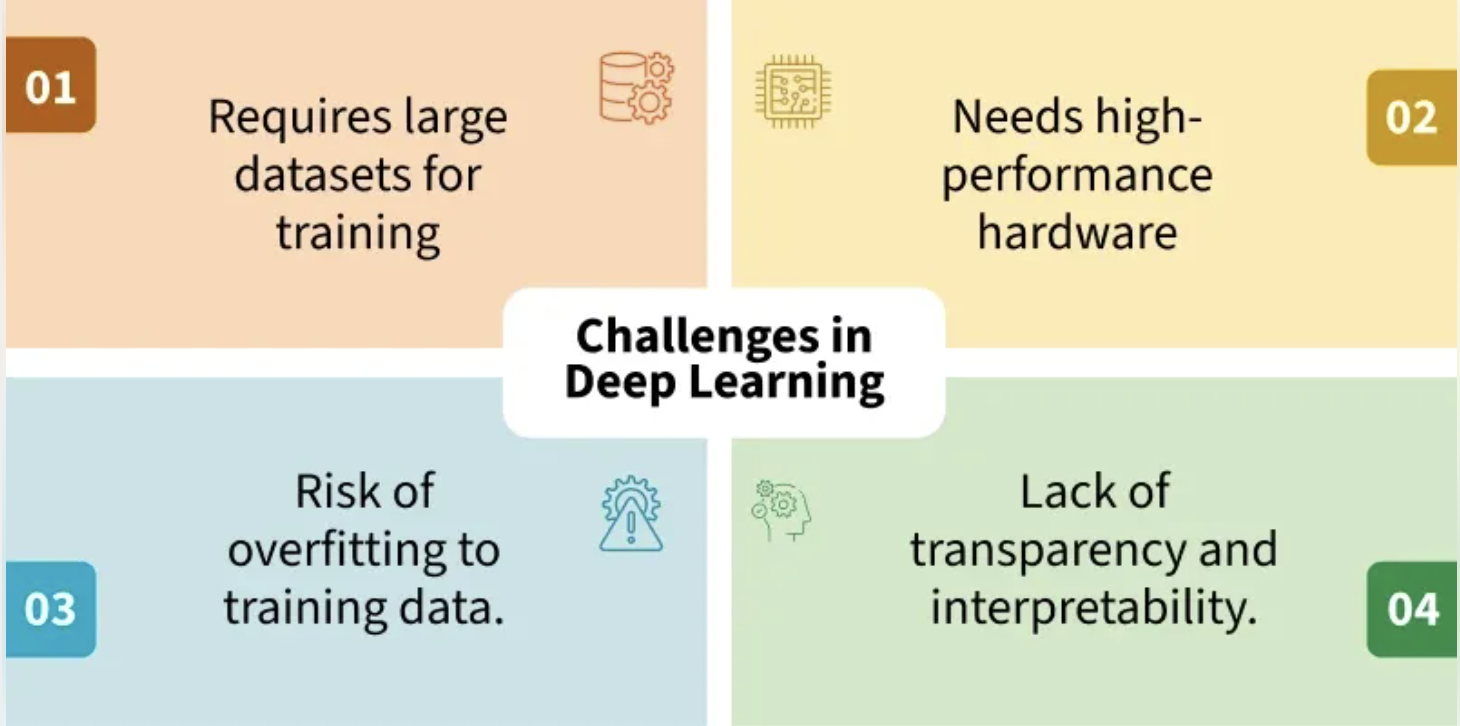 01
Requires large
datasets for
training
Needs high-
performance
hardware
02
Challenges in
Deep Learning
Risk of
overfitting to
training data.
03
Lack of
transparency and
interpretability.
04